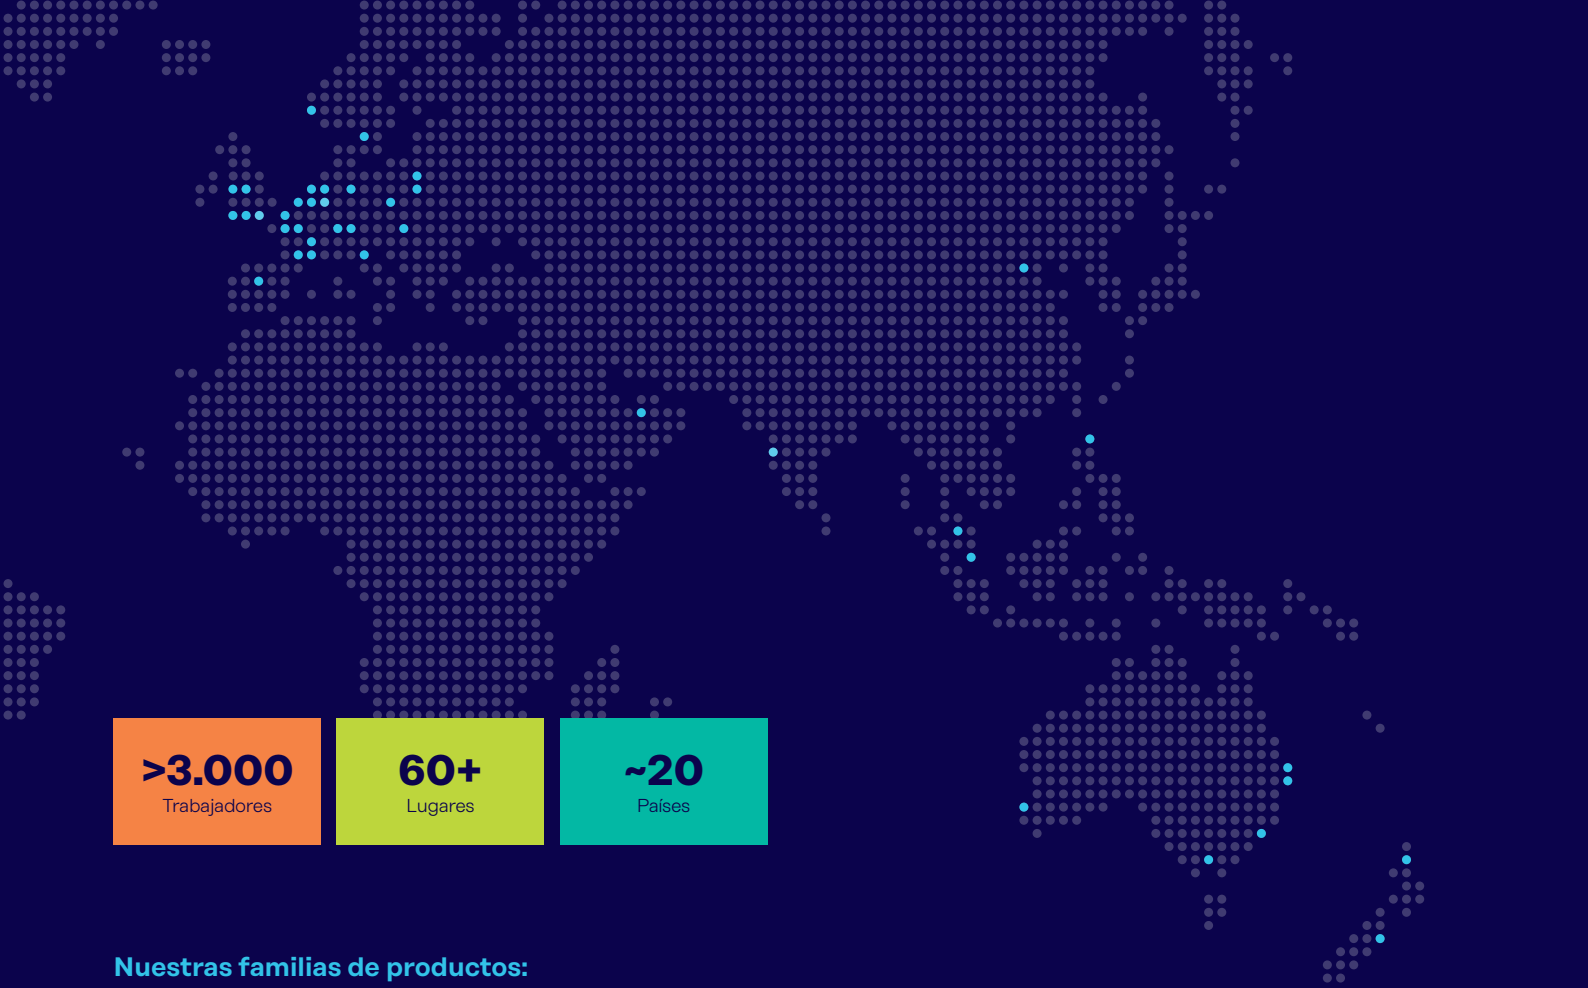 >3.000
Trabajadores
60+
Lugares
~20
Países
Nuestras familias de productos: